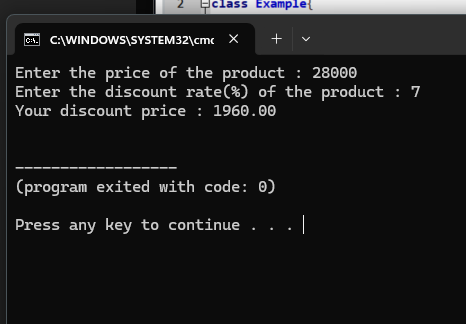 2 class Example{
C:\WINDOWS\SYSTEM32\cmc
Enter the price of the product : 28000
Enter the discount rate(%) of the product : 7
Your discount price : 1960.00
------------------
(program exited with code: 0)
Press any key to continue . . .